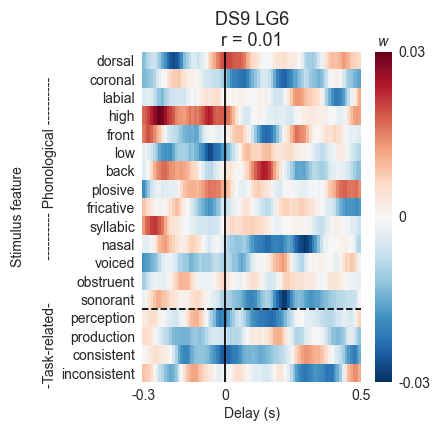 DS9 LG6
r = 0.01
w
dorsal
coronal
labial
high
front
low
back
plosive
fricative
syllabic
nasal
voiced
obstruent
sonorant
perception
production
consistent
inconsistent
Stimulus feature
---------- Phonological ----------
-Task-related-
0.03
0
-0.03
-0.3 0 0.5
Delay (s)